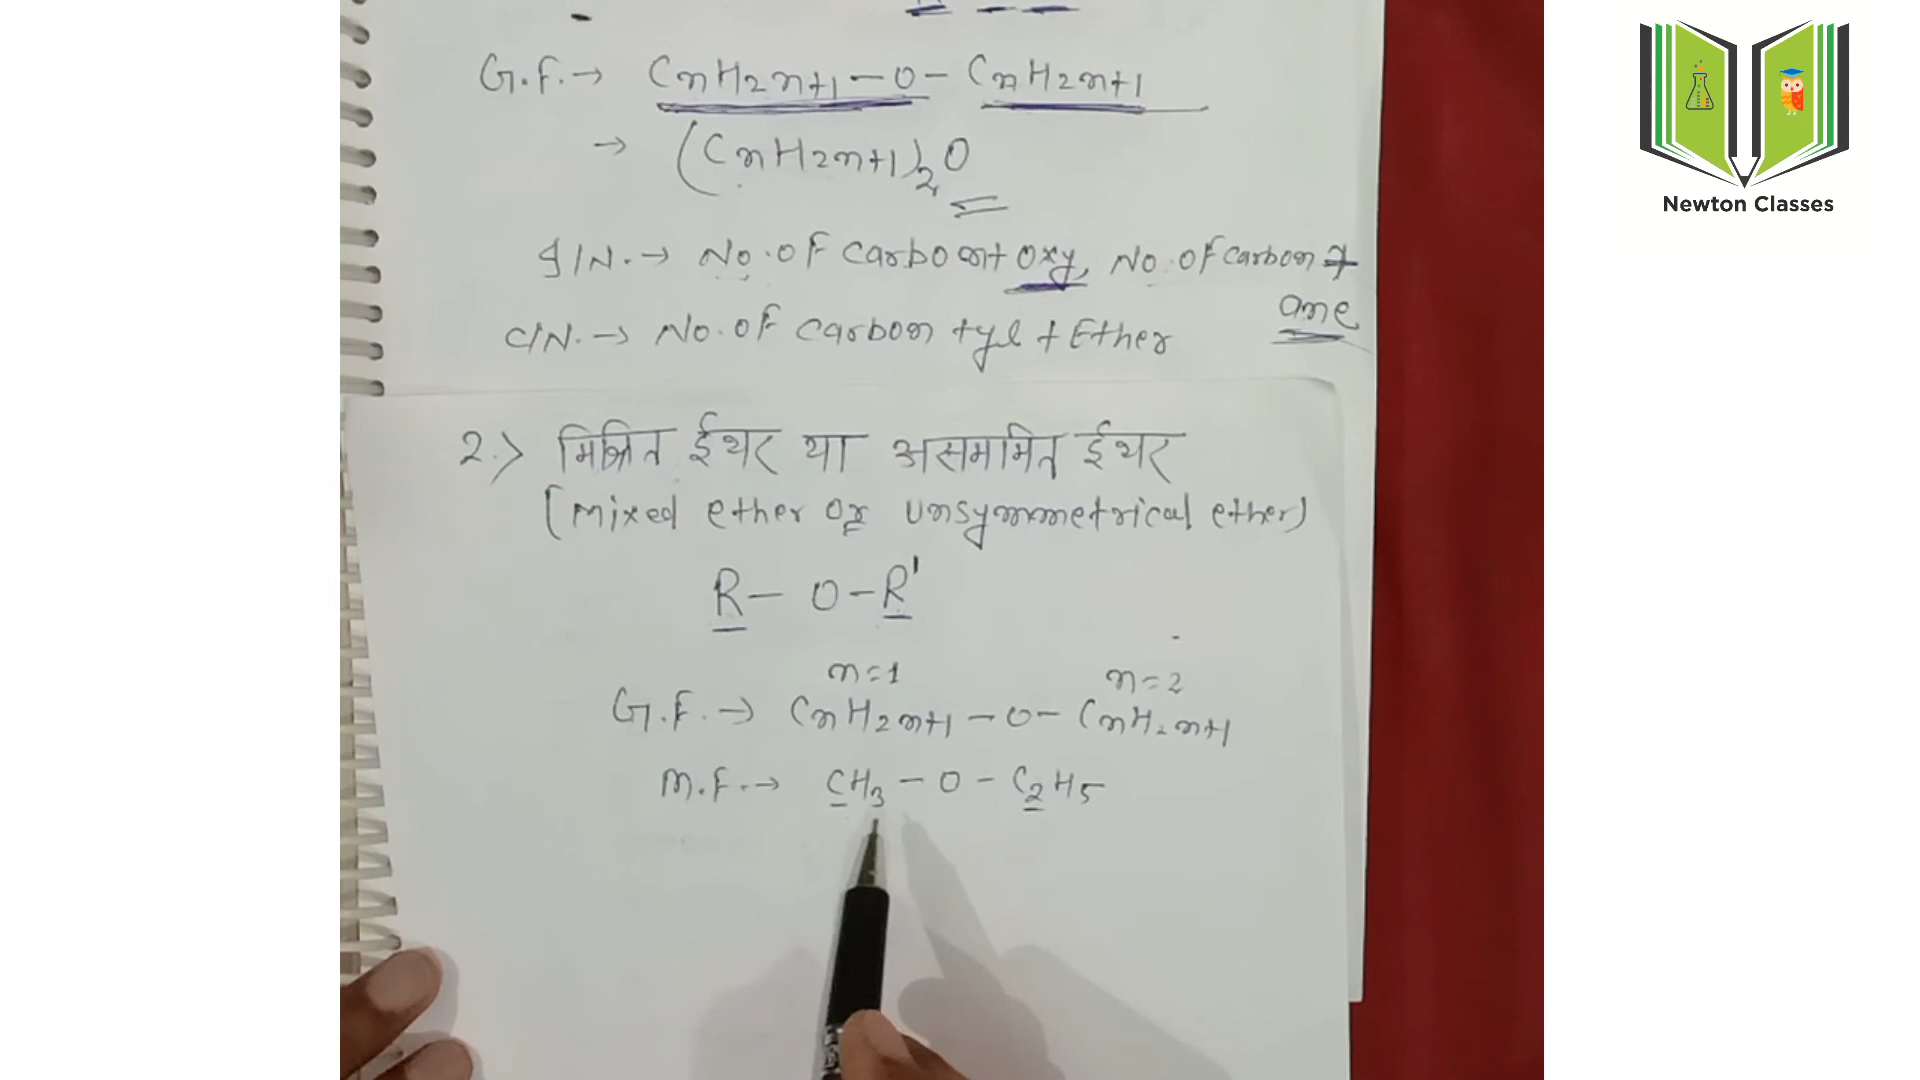 G.F. → CnH2n+1 — O — CnH2n+1
→ (CnH2n+1)2O
I/N. → No. of carbon + oxy, No. of carbon +
ane
C/N. → No. of carbon + yl + Ether
2.> मिश्रित ईथर या असममित ईथर
(Mixed ether or unsymmetrical ether)
R — O — R'
n=1 n=2
G.F. → CnH2n+1 — O — CnH2n+1
M.F. → CH3 — O — C2H5
Newton Classes